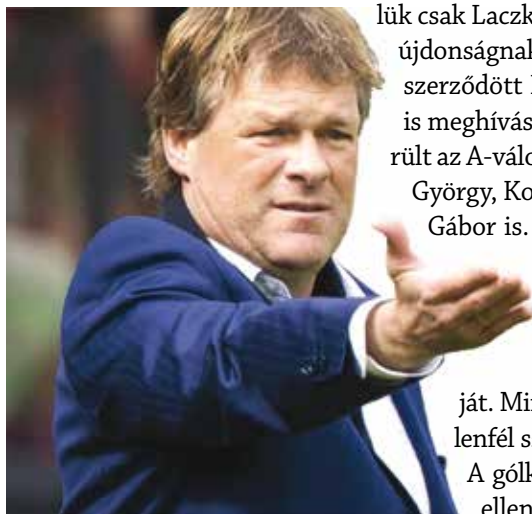 lük csak Laczk
újdonságnak
szerződött
is meghívás
rült az A-válo
György, Ko
Gábor is.
ját. Mi
lenfél s
A gólk
ellen